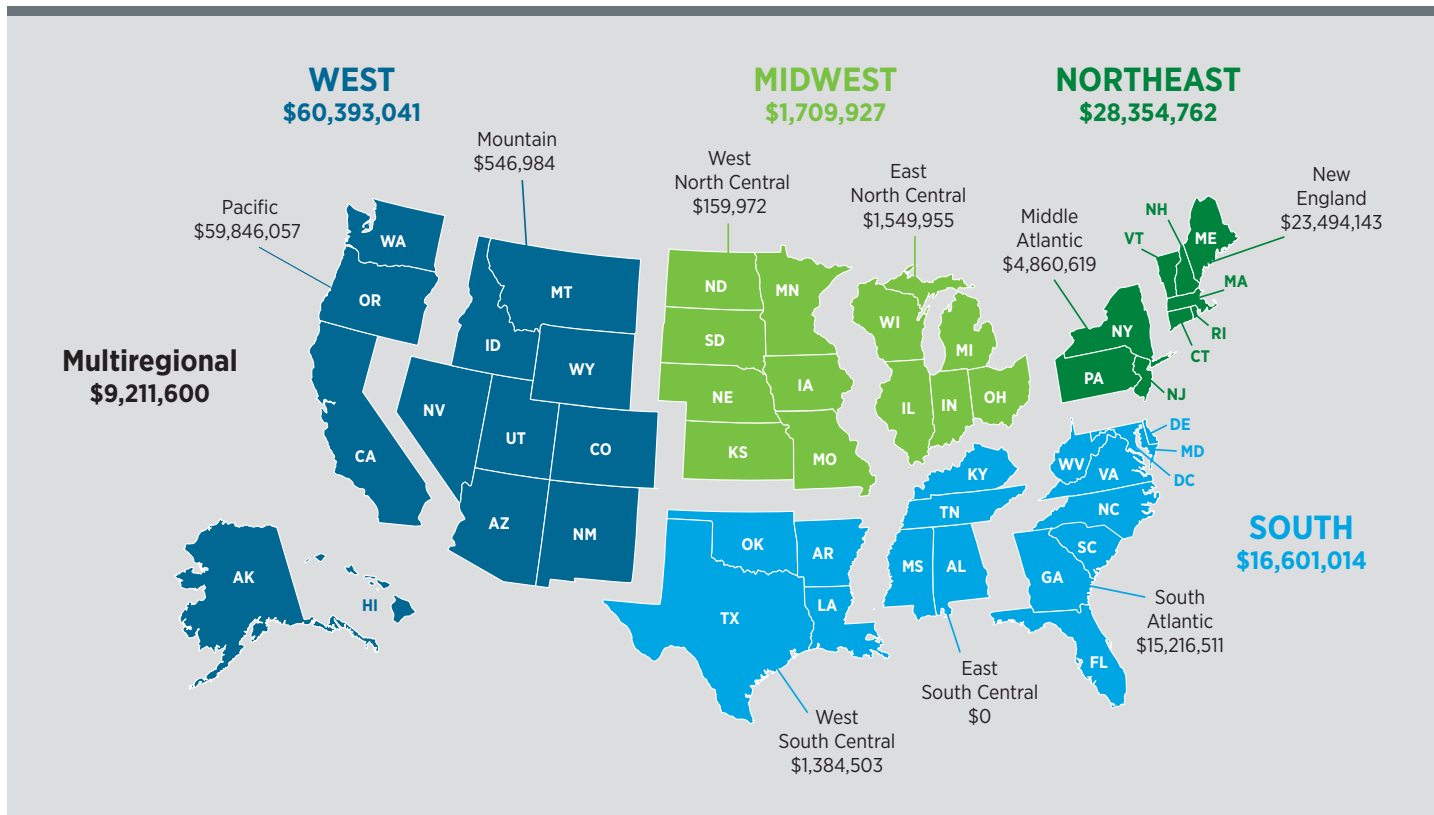 WEST
$60,393,041
MIDWEST
$1,709,927
NORTHEAST
$28,354,762
Mountain
$546,984
West
North Central
$159,972
East
North Central
$1,549,955
New
England
$23,494,143
Pacific
$59,846,057
Middle
Atlantic
$4,860,619
Multiregional
$9,211,600
WA
OR
CA
NV
ID
MT
WY
UT
CO
AZ
NM
AK
HI
ND
SD
NE
KS
MN
IA
MO
WI
MI
IL
IN
OH
NH
VT
ME
MA
RI
CT
NY
PA
NJ
DE
MD
DC
WV
VA
KY
TN
NC
SC
GA
FL
MS
AL
OK
AR
TX
LA
SOUTH
$16,601,014
South
Atlantic
$15,216,511
East
South Central
$0
West
South Central
$1,384,503